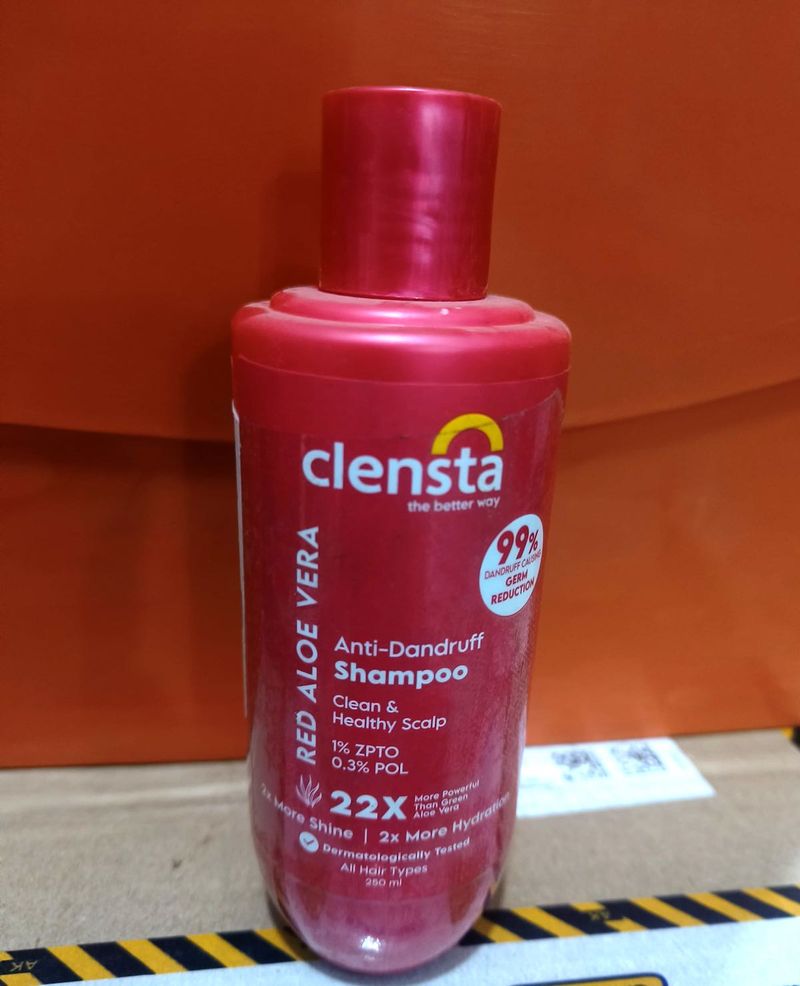 clensta
the better way
99%
DANDRUFF CAUSING
GERM
REDUCTION
RED ALOE VERA
Anti-Dandruff
Shampoo
Clean &
Healthy Scalp
1% ZPTO
0.3% POL
22X
More Powerful
Than Green
Aloe Vera
2x More Shine | 2x More Hydration
Dermatologically Tested
All Hair Types
250 ml
AK